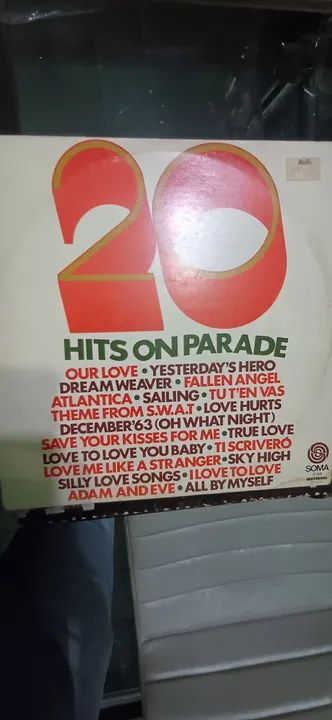 20
HITS ON PARADE
OUR LOVE • YESTERDAY'S HERO
DREAM WEAVER • FALLEN ANGEL
ATLANTICA • SAILING • TU T'EN VAS
THEME FROM S.W.A.T • LOVE HURTS
DECEMBER'63 (OH WHAT NIGHT)
SAVE YOUR KISSES FOR ME • TRUE LOVE
LOVE TO LOVE YOU BABY • TI SCRIVERÓ
LOVE ME LIKE A STRANGER • SKY HIGH
SILLY LOVE SONGS • I LOVE TO LOVE
ADAM AND EVE • ALL BY MYSELF
SOMA